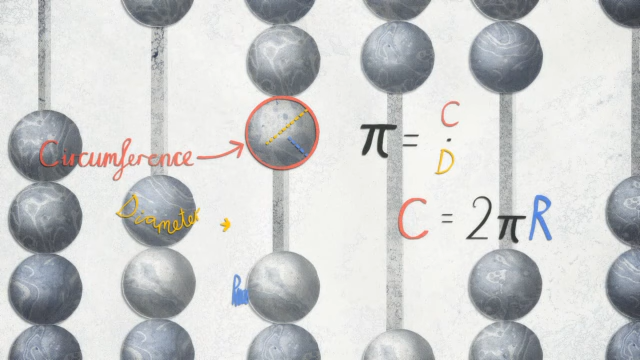 Circumference
Diameter
π = C
D
C = 2πR